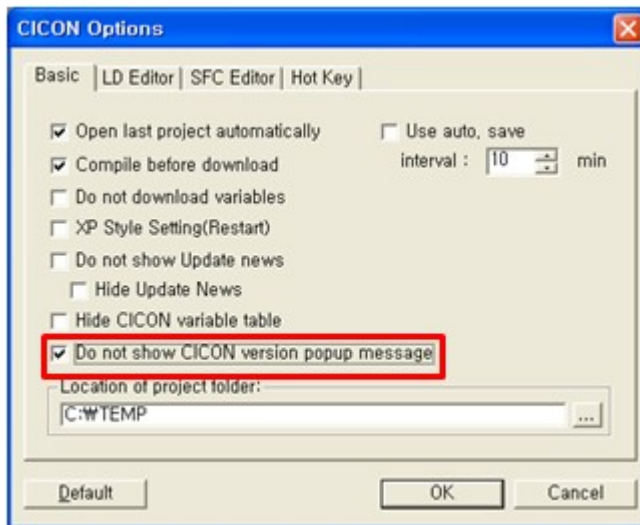 CICON Options
Basic LD Editor SFC Editor Hot Key
Open last project automatically
Use auto, save
Compile before download
interval : 10 min
Do not download variables
XP Style Setting(Restart)
Do not show Update news
Hide Update News
Hide CICON variable table
Do not show CICON version popup message
Location of project folder:
C:₩TEMP
...
Default OK Cancel